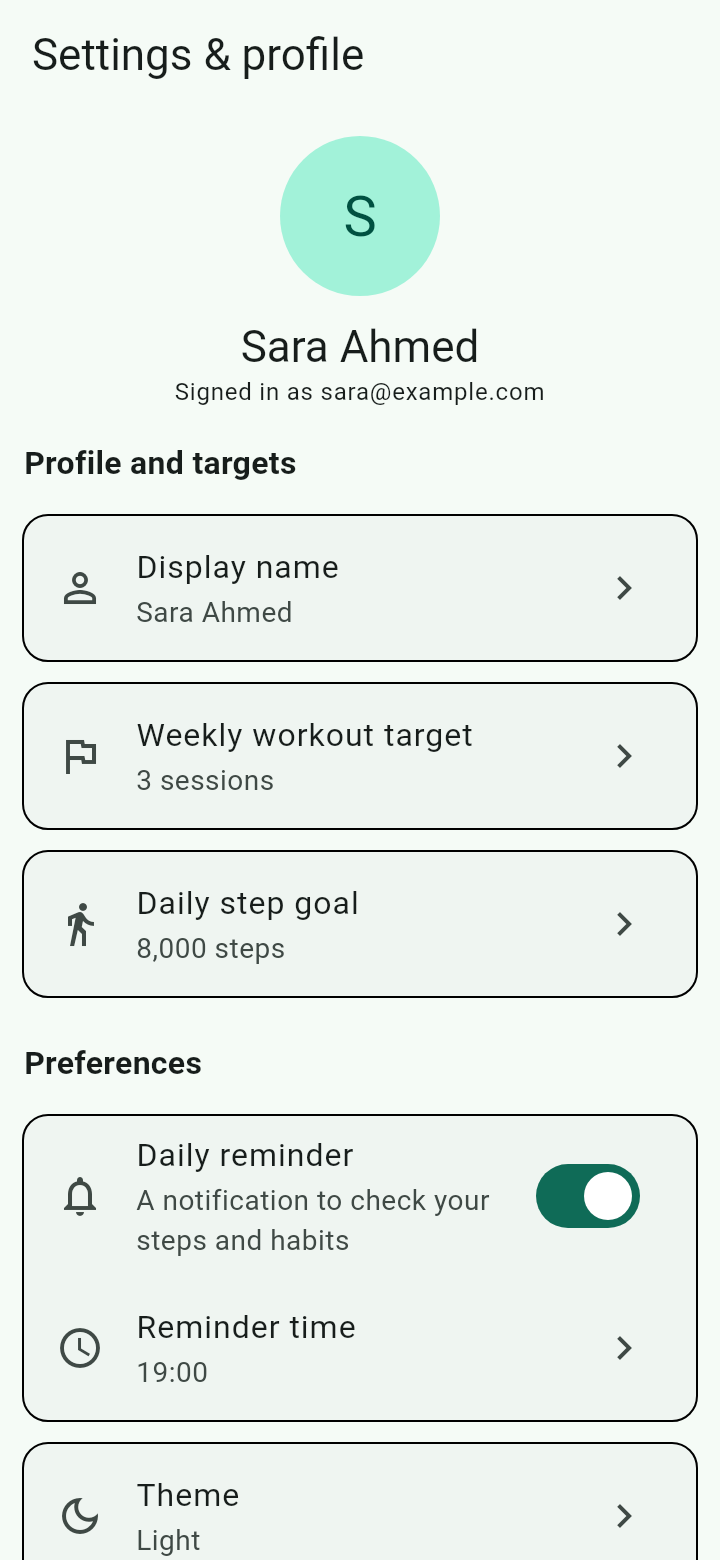 Settings & profile
S
Sara Ahmed
Signed in as sara@example.com
Profile and targets
Display name
Sara Ahmed
Weekly workout target
3 sessions
Daily step goal
8,000 steps
Preferences
Daily reminder
A notification to check your
steps and habits
Reminder time
19:00
Theme
Light